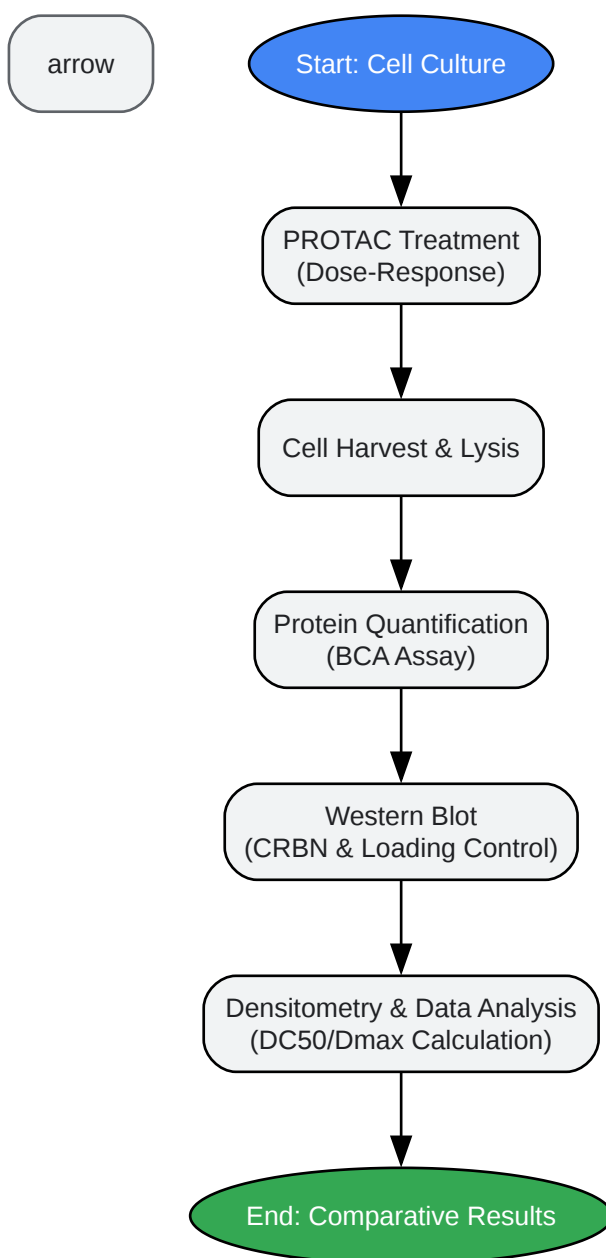 arrow
Start: Cell Culture
PROTAC Treatment
(Dose-Response)
Cell Harvest & Lysis
Protein Quantification
(BCA Assay)
Western Blot
(CRBN & Loading Control)
Densitometry & Data Analysis
(DC50/Dmax Calculation)
End: Comparative Results